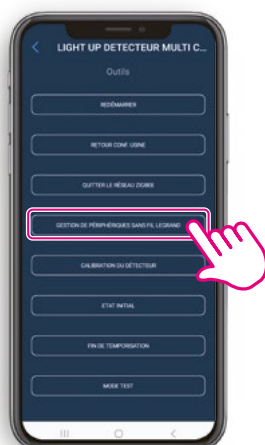 LIGHT UP DETECTEUR MULTI C...
Outils
REDÉMARRER
RETOUR CONF. USINE
QUITTER LE RÉSEAU ZIGBEE
GESTION DE PÉRIPHÉRIQUES SANS FIL LEGRAND
CALIBRATION DU DÉTECTEUR
ETAT INITIAL
FIN DE TEMPORISATION
MODE TEST